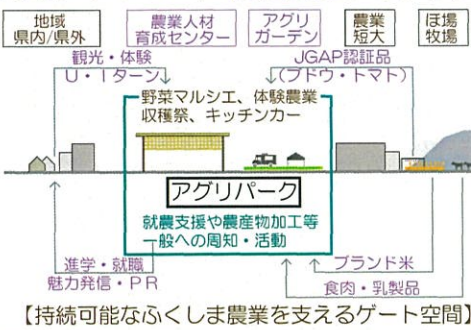 地域
県内/県外
農業人材
育成センター
アグリ
ガーデン
農業
短大
ほ場
牧場
観光・体験
U・Iターン
JGAP認証品
(ブドウ・トマト)
野菜マルシェ、体験農業
収穫祭、キッチンカー
アグリパーク
就農支援や農産物加工等
一般への周知・活動
進学・就職
魅力発信・PR
ブランド米
食肉・乳製品
【持続可能なふくしま農業を支えるゲート空間】